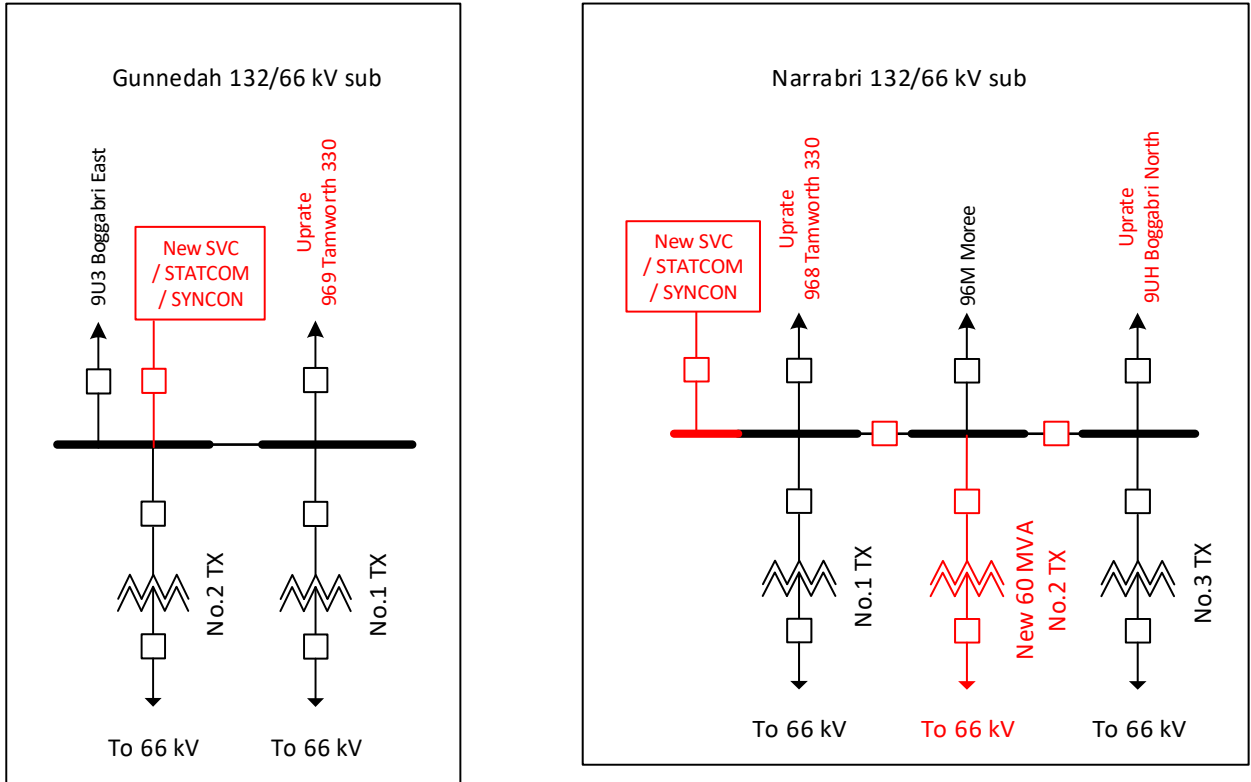 Gunnedah 132/66 kV sub
9U3 Boggabri East
New SVC
/ STATCOM
/ SYNCON
Uprate
969 Tamworth 330
No.2 TX
No.1 TX
To 66 kV
To 66 kV
Narrabri 132/66 kV sub
New SVC
/ STATCOM
/ SYNCON
Uprate
968 Tamworth 330
96M Moree
Uprate
9UH Boggabri North
No.1 TX
New 60 MVA
No.2 TX
No.3 TX
To 66 kV
To 66 kV
To 66 kV